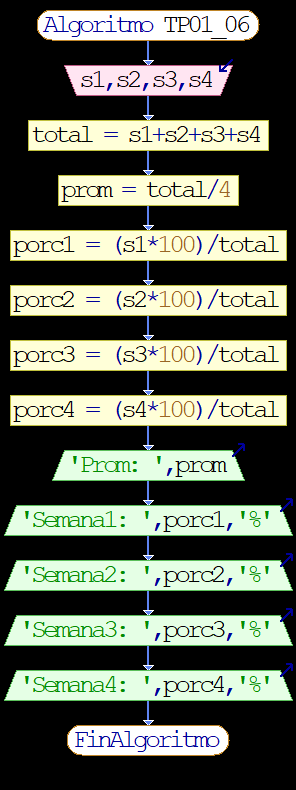 Algoritmo TP01_06
s1,s2,s3,s4
total = s1+s2+s3+s4
prom = total/4
porc1 = (s1*100)/total
porc2 = (s2*100)/total
porc3 = (s3*100)/total
porc4 = (s4*100)/total
'Prom: ',prom
'Semana1: ',porc1,'%'
'Semana2: ',porc2,'%'
'Semana3: ',porc3,'%'
'Semana4: ',porc4,'%'
FinAlgoritmo